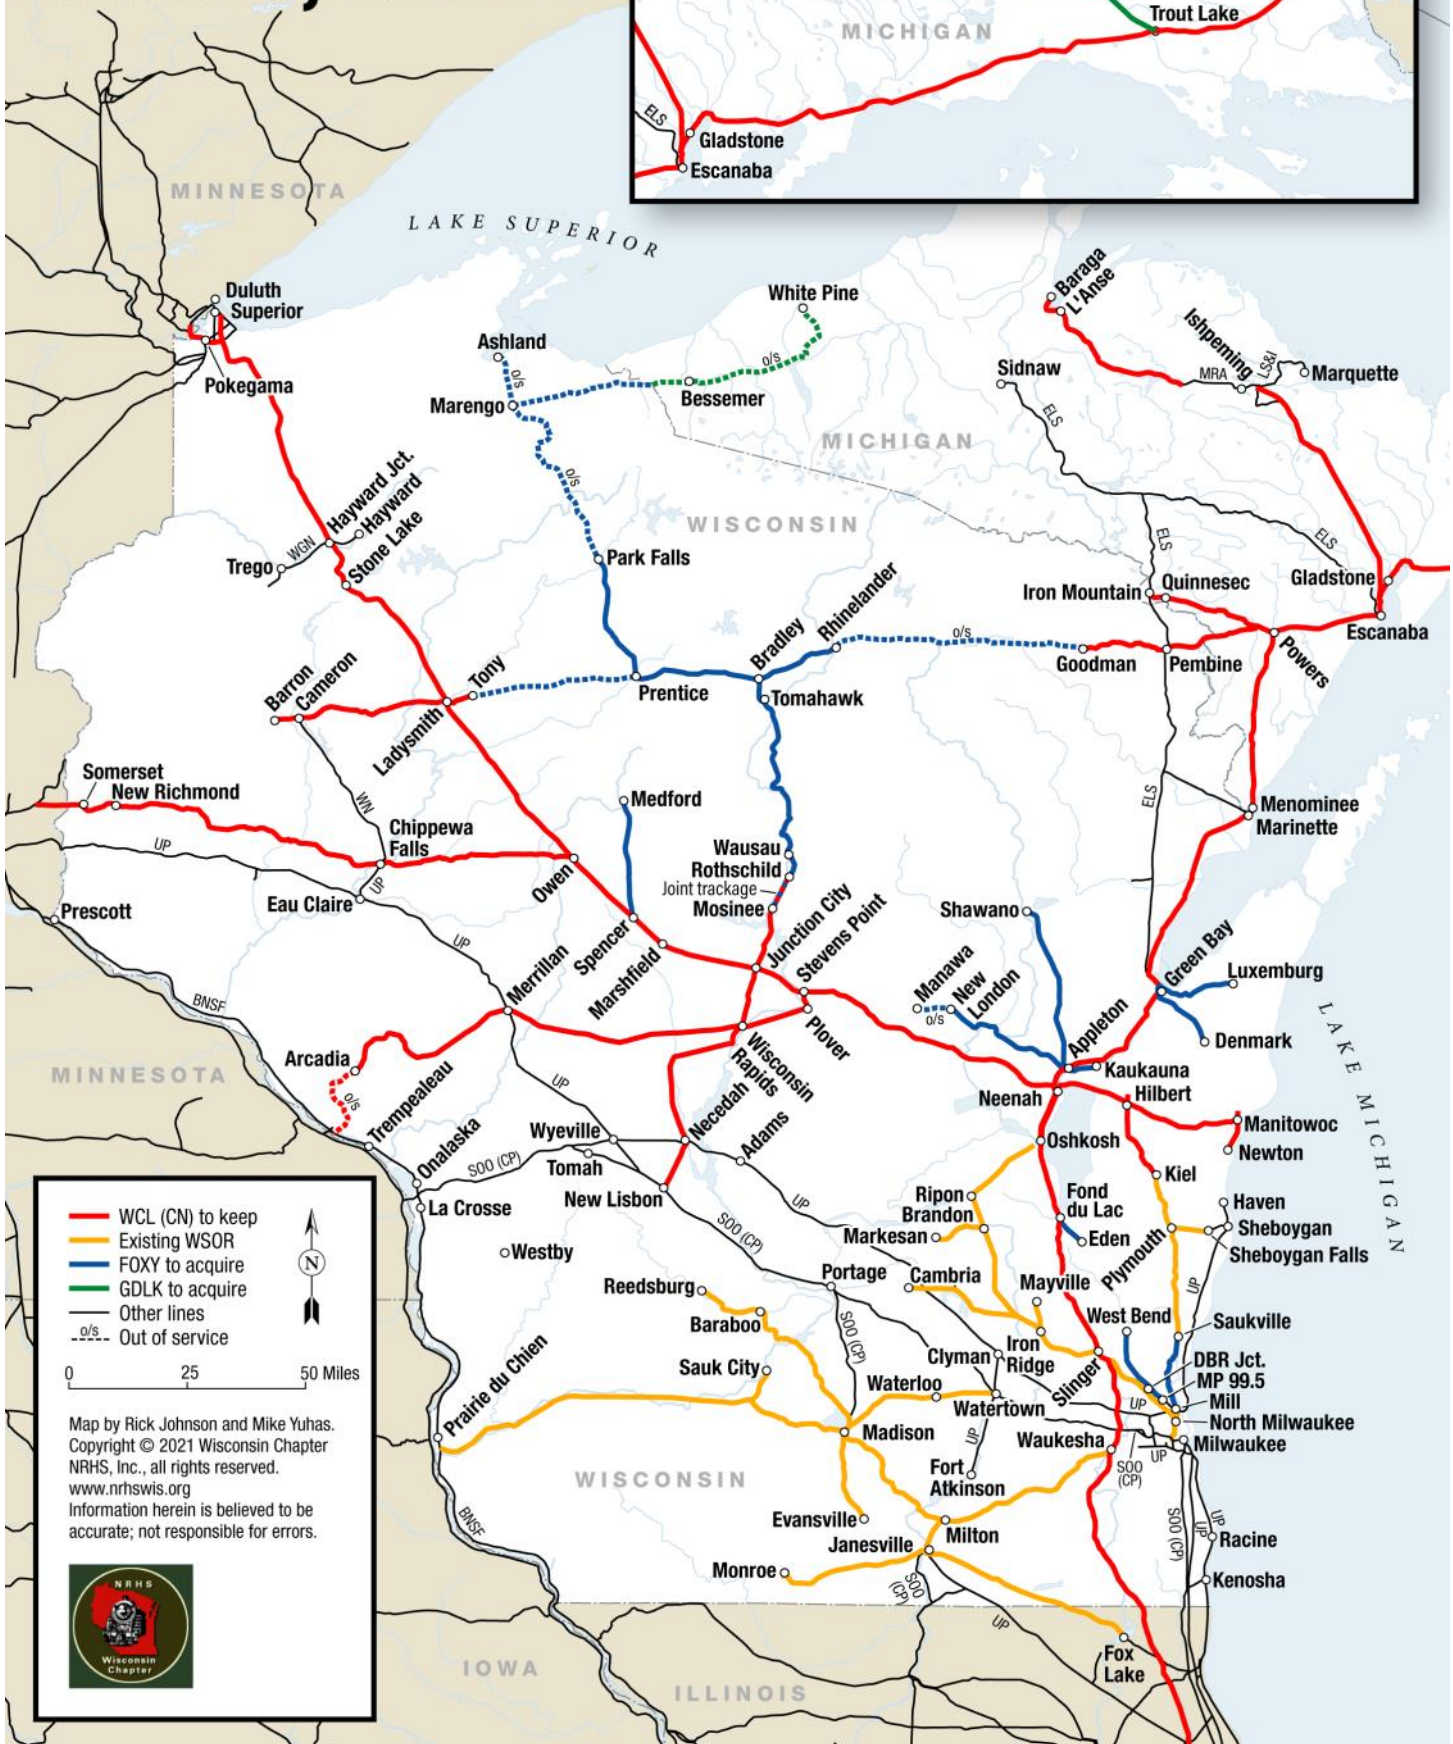 Trout Lake
MICHIGAN
ELS
Gladstone
Escanaba
MINNESOTA
LAKE SUPERIOR
Duluth
Superior
Pokegama
White Pine
o/s
Bessemer
Ashland
o/s
Marengo
o/s
Baraga
L'Anse
Ishpeming
MRA
LS&I
Marquette
Sidnaw
ELS
MICHIGAN
WISCONSIN
Hayward Jct.
Hayward
WGN
Trego
Stone Lake
Park Falls
ELS
ELS
Iron Mountain
Quinnesec
Gladstone
Escanaba
Rhinelander
Bradley
o/s
Goodman
Pembine
Powers
Barron
Cameron
Tony
Prentice
Tomahawk
Ladysmith
Somerset
New Richmond
WN
UP
Chippewa
Falls
UP
Eau Claire
Medford
ELS
Menominee
Marinette
Wausau
Rothschild
Joint trackage
Mosinee
Owen
Prescott
UP
Spencer
Marshfield
Junction City
Stevens Point
Shawano
Manawa
New
London
o/s
Green Bay
Luxemburg
Denmark
BNSF
Merrillan
Plover
Appleton
Kaukauna
Hilbert
Neenah
LAKE MICHIGAN
MINNESOTA
Arcadia
o/s
Trempealeau
UP
Wisconsin
Rapids
Necedah
Adams
Manitowoc
Newton
Onalaska
SOO (CP)
Wyeville
Tomah
New Lisbon
UP
Oshkosh
Kiel
La Crosse
SOO (CP)
Ripon
Brandon
Markesan
Fond
du Lac
Eden
Plymouth
Haven
Sheboygan
Sheboygan Falls
UP
Westby
Reedsburg
Baraboo
Portage
Cambria
Mayville
West Bend
Saukville
SOO (CP)
Sauk City
Clyman
Iron
Ridge
Slinger
DBR Jct.
MP 99.5
Mill
North Milwaukee
Milwaukee
Prairie du Chien
Waterloo
Watertown
UP
Madison
UP
Waukesha
SOO
(CP)
UP
WISCONSIN
Fort
Atkinson
Evansville
Milton
Janesville
Monroe
SOO
(CP)
SOO (CP)
UP
UP
Racine
Kenosha
BNSF
UP
Fox
Lake
IOWA
ILLINOIS
WCL (CN) to keep
Existing WSOR
FOXY to acquire
GDLK to acquire
Other lines
o/s Out of service
N
0 25 50 Miles
Map by Rick Johnson and Mike Yuhas.
Copyright © 2021 Wisconsin Chapter
NRHS, Inc., all rights reserved.
www.nrhswis.org
Information herein is believed to be
accurate; not responsible for errors.
NRHS
Wisconsin
Chapter